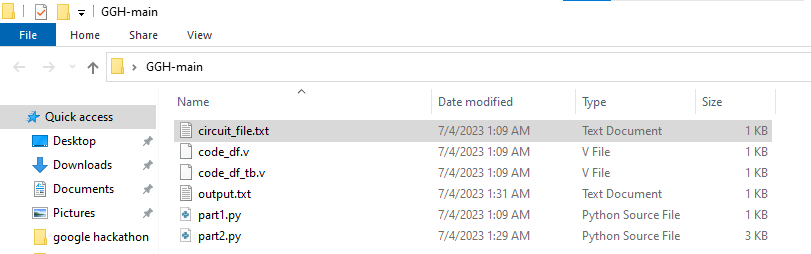 GGH-main
File Home Share View
GGH-main
Name Date modified Type Size
Quick access
circuit_file.txt 7/4/2023 1:09 AM Text Document 1 KB
Desktop
code_df.v 7/4/2023 1:09 AM V File 1 KB
Downloads
code_df_tb.v 7/4/2023 1:09 AM V File 1 KB
Documents
output.txt 7/4/2023 1:31 AM Text Document 1 KB
Pictures
part1.py 7/4/2023 1:09 AM Python Source File 1 KB
google hackathon
part2.py 7/4/2023 1:29 AM Python Source File 3 KB